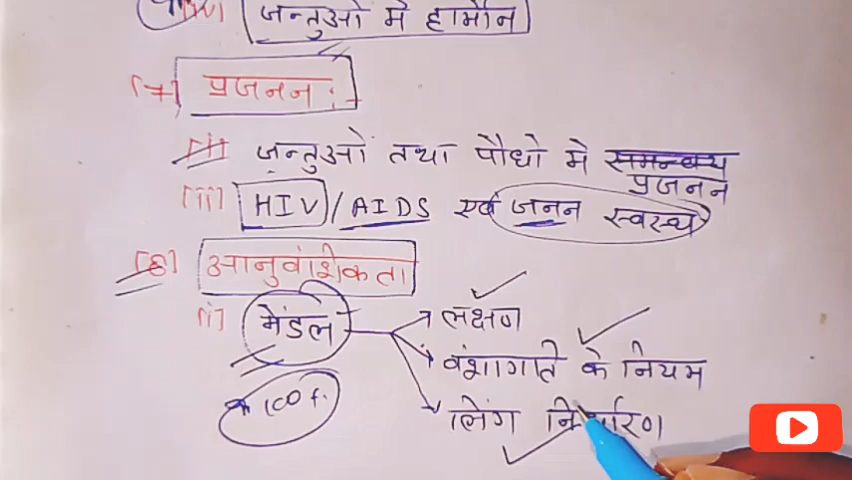 (iv) जन्तुओं में हार्मोन
[7] प्रजनन :-
[i] जन्तुओं तथा पौधो मे समन्वय
प्रजनन
[ii] HIV / AIDS एवं जनन स्वस्थ
[8] आनुवांशिकता
[i] मेंडल → लक्षण
→ वंशागति के नियम
100%
→ लिंग निर्धारण